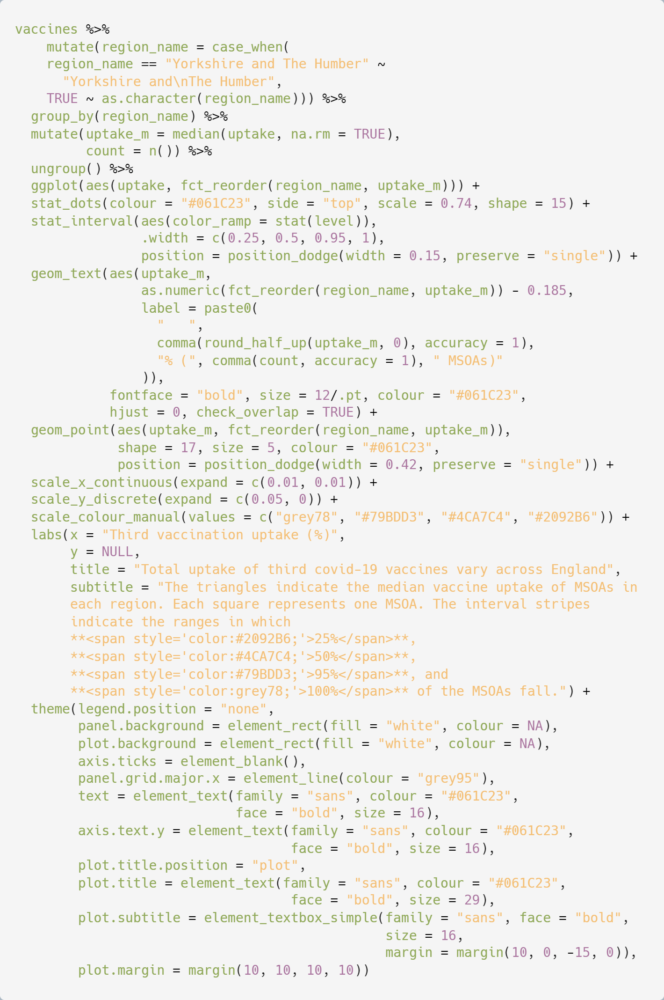 vaccines %>%
    mutate(region_name = case_when(
    region_name == "Yorkshire and The Humber" ~
      "Yorkshire and\nThe Humber",
    TRUE ~ as.character(region_name))) %>%
  group_by(region_name) %>%
  mutate(uptake_m = median(uptake, na.rm = TRUE),
         count = n()) %>%
  ungroup() %>%
  ggplot(aes(uptake, fct_reorder(region_name, uptake_m))) +
  stat_dots(colour = "#061C23", side = "top", scale = 0.74, shape = 15) +
  stat_interval(aes(color_ramp = stat(level)),
                .width = c(0.25, 0.5, 0.95, 1),
                position = position_dodge(width = 0.15, preserve = "single")) +
  geom_text(aes(uptake_m,
                as.numeric(fct_reorder(region_name, uptake_m)) - 0.185,
                label = paste0(
                  "   ",
                  comma(round_half_up(uptake_m, 0), accuracy = 1),
                  "% (", comma(count, accuracy = 1), " MSOAs)"
                )),
            fontface = "bold", size = 12/.pt, colour = "#061C23",
            hjust = 0, check_overlap = TRUE) +
  geom_point(aes(uptake_m, fct_reorder(region_name, uptake_m)),
             shape = 17, size = 5, colour = "#061C23",
             position = position_dodge(width = 0.42, preserve = "single")) +
  scale_x_continuous(expand = c(0.01, 0.01)) +
  scale_y_discrete(expand = c(0.05, 0)) +
  scale_colour_manual(values = c("grey78", "#79BDD3", "#4CA7C4", "#2092B6")) +
  labs(x = "Third vaccination uptake (%)",
       y = NULL,
       title = "Total uptake of third covid-19 vaccines vary across England",
       subtitle = "The triangles indicate the median vaccine uptake of MSOAs in
       each region. Each square represents one MSOA. The interval stripes
       indicate the ranges in which
       **<span style='color:#2092B6;'>25%</span>**,
       **<span style='color:#4CA7C4;'>50%</span>**,
       **<span style='color:#79BDD3;'>95%</span>**, and
       **<span style='color:grey78;'>100%</span>** of the MSOAs fall.") +
  theme(legend.position = "none",
        panel.background = element_rect(fill = "white", colour = NA),
        plot.background = element_rect(fill = "white", colour = NA),
        axis.ticks = element_blank(),
        panel.grid.major.x = element_line(colour = "grey95"),
        text = element_text(family = "sans", colour = "#061C23",
                            face = "bold", size = 16),
        axis.text.y = element_text(family = "sans", colour = "#061C23",
                                   face = "bold", size = 16),
        plot.title.position = "plot",
        plot.title = element_text(family = "sans", colour = "#061C23",
                                   face = "bold", size = 29),
        plot.subtitle = element_textbox_simple(family = "sans", face = "bold",
                                               size = 16,
                                               margin = margin(10, 0, -15, 0)),
        plot.margin = margin(10, 10, 10, 10))